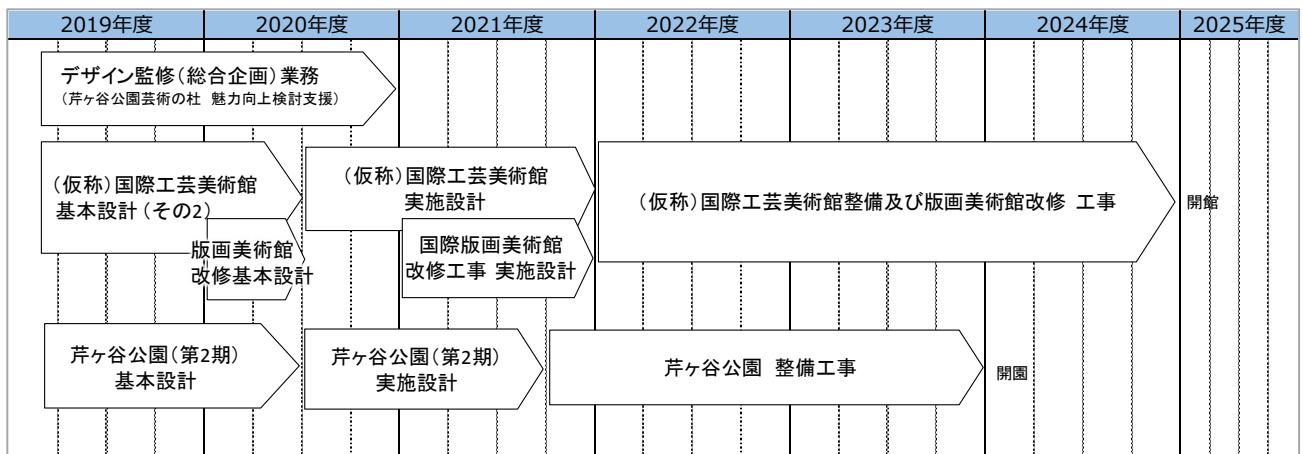 2019年度 2020年度 2021年度 2022年度 2023年度 2024年度 2025年度
デザイン監修(総合企画)業務
(芹ヶ谷公園芸術の杜 魅力向上検討支援)
(仮称)国際工芸美術館
基本設計(その2)
版画美術館
改修基本設計
(仮称)国際工芸美術館
実施設計
国際版画美術館
改修工事 実施設計
(仮称)国際工芸美術館整備及び版画美術館改修 工事
開館
芹ヶ谷公園(第2期)
基本設計
芹ヶ谷公園(第2期)
実施設計
芹ヶ谷公園 整備工事
開園